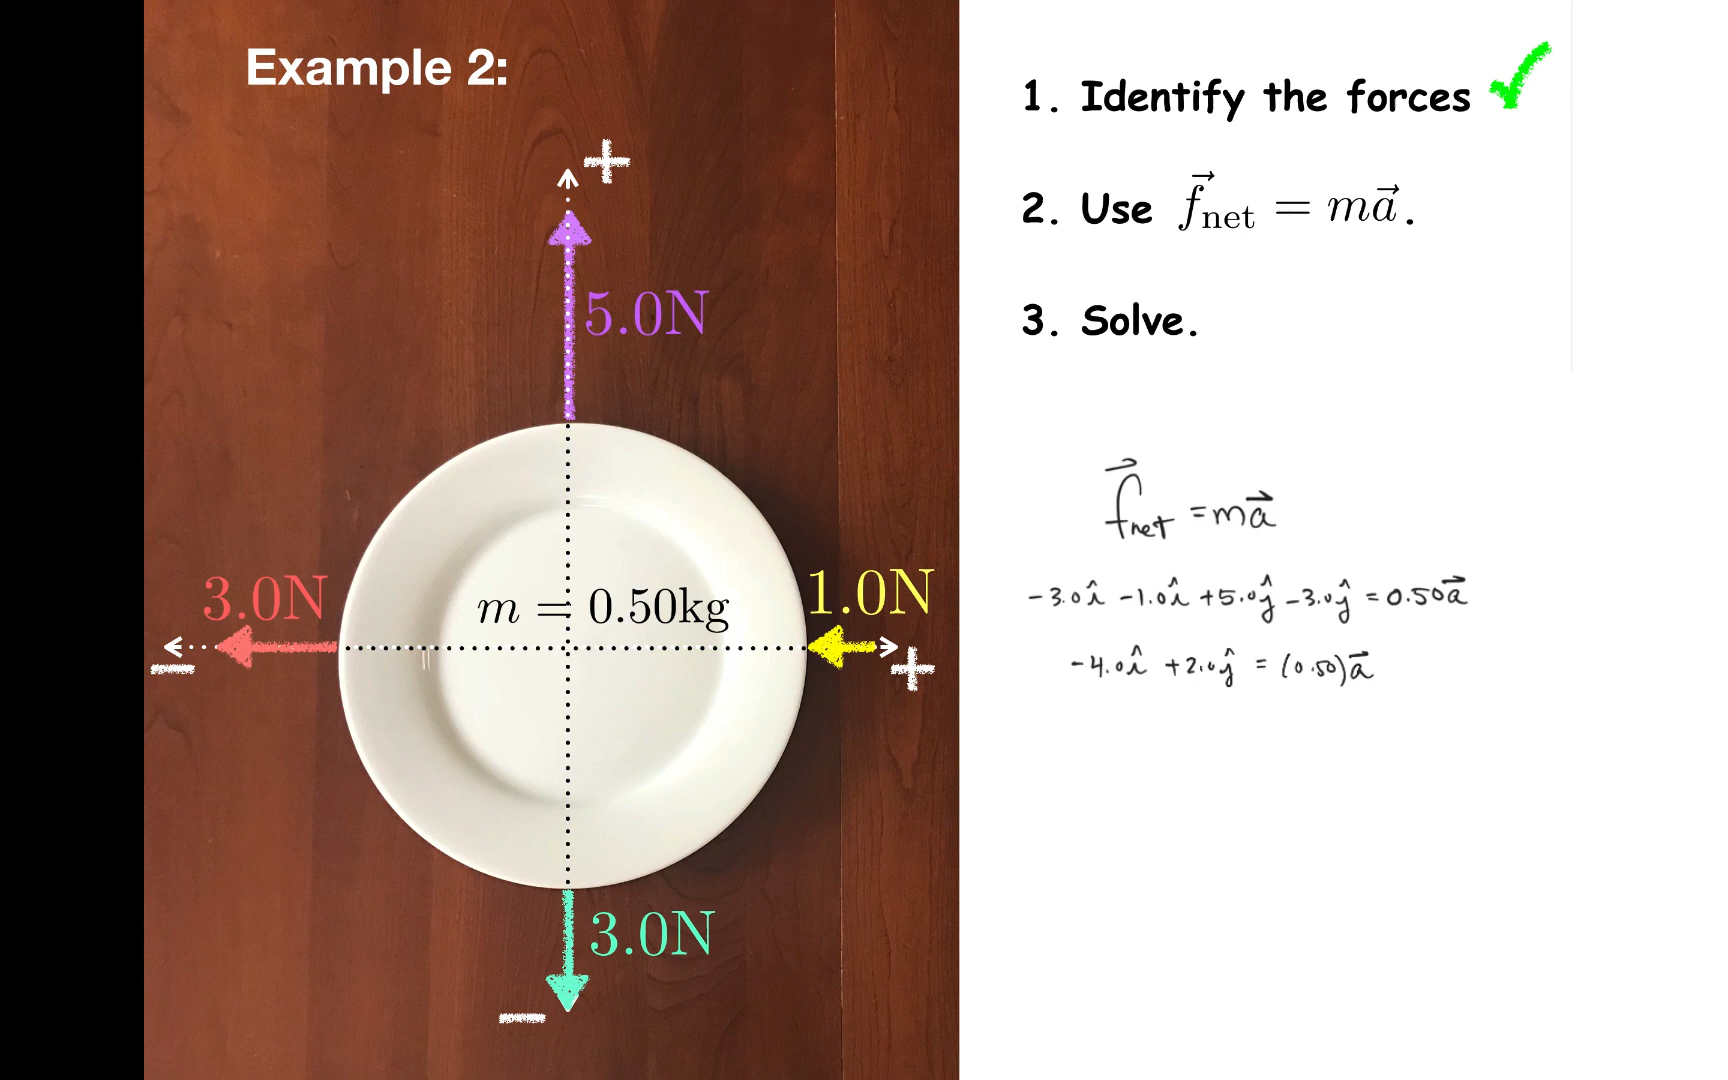 Example 2:
+
5.0N
3.0N
m = 0.50kg
1.0N
−
+
3.0N
−
1. Identify the forces ✓
2. Use f⃗net = ma⃗.
3. Solve.
f⃗net = ma⃗
-3.0î -1.0î +5.0ĵ -3.0ĵ = 0.50a⃗
-4.0î +2.0ĵ = (0.50)a⃗